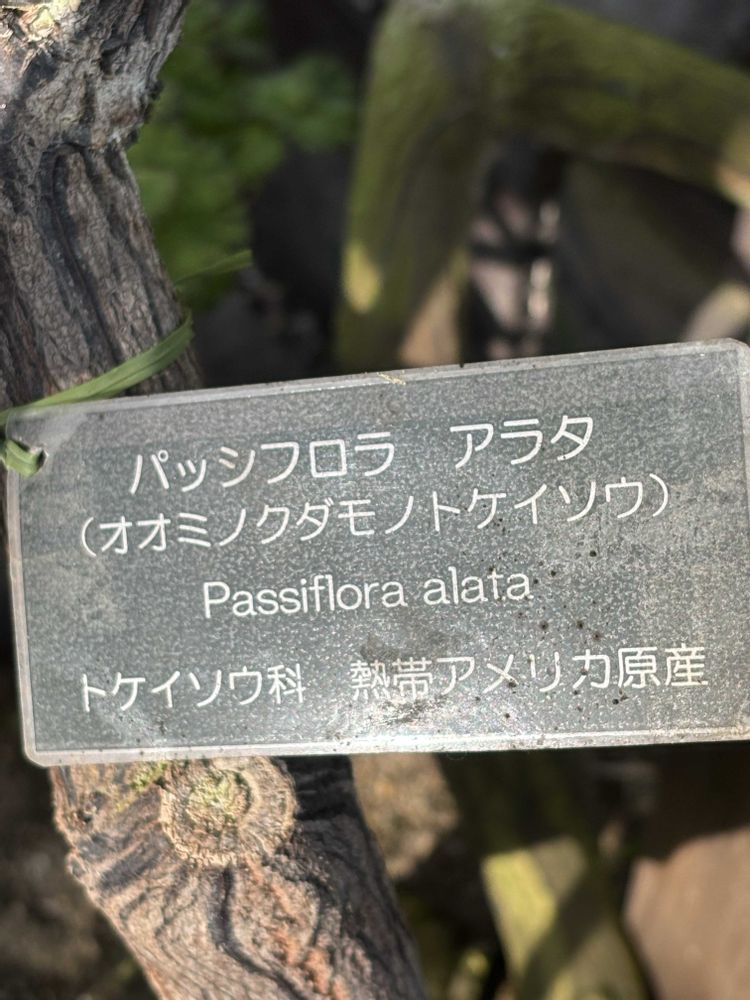 パッシフロラ　アラタ
（オオミノクダモノトケイソウ）
Passiflora alata
トケイソウ科　熱帯アメリカ原産